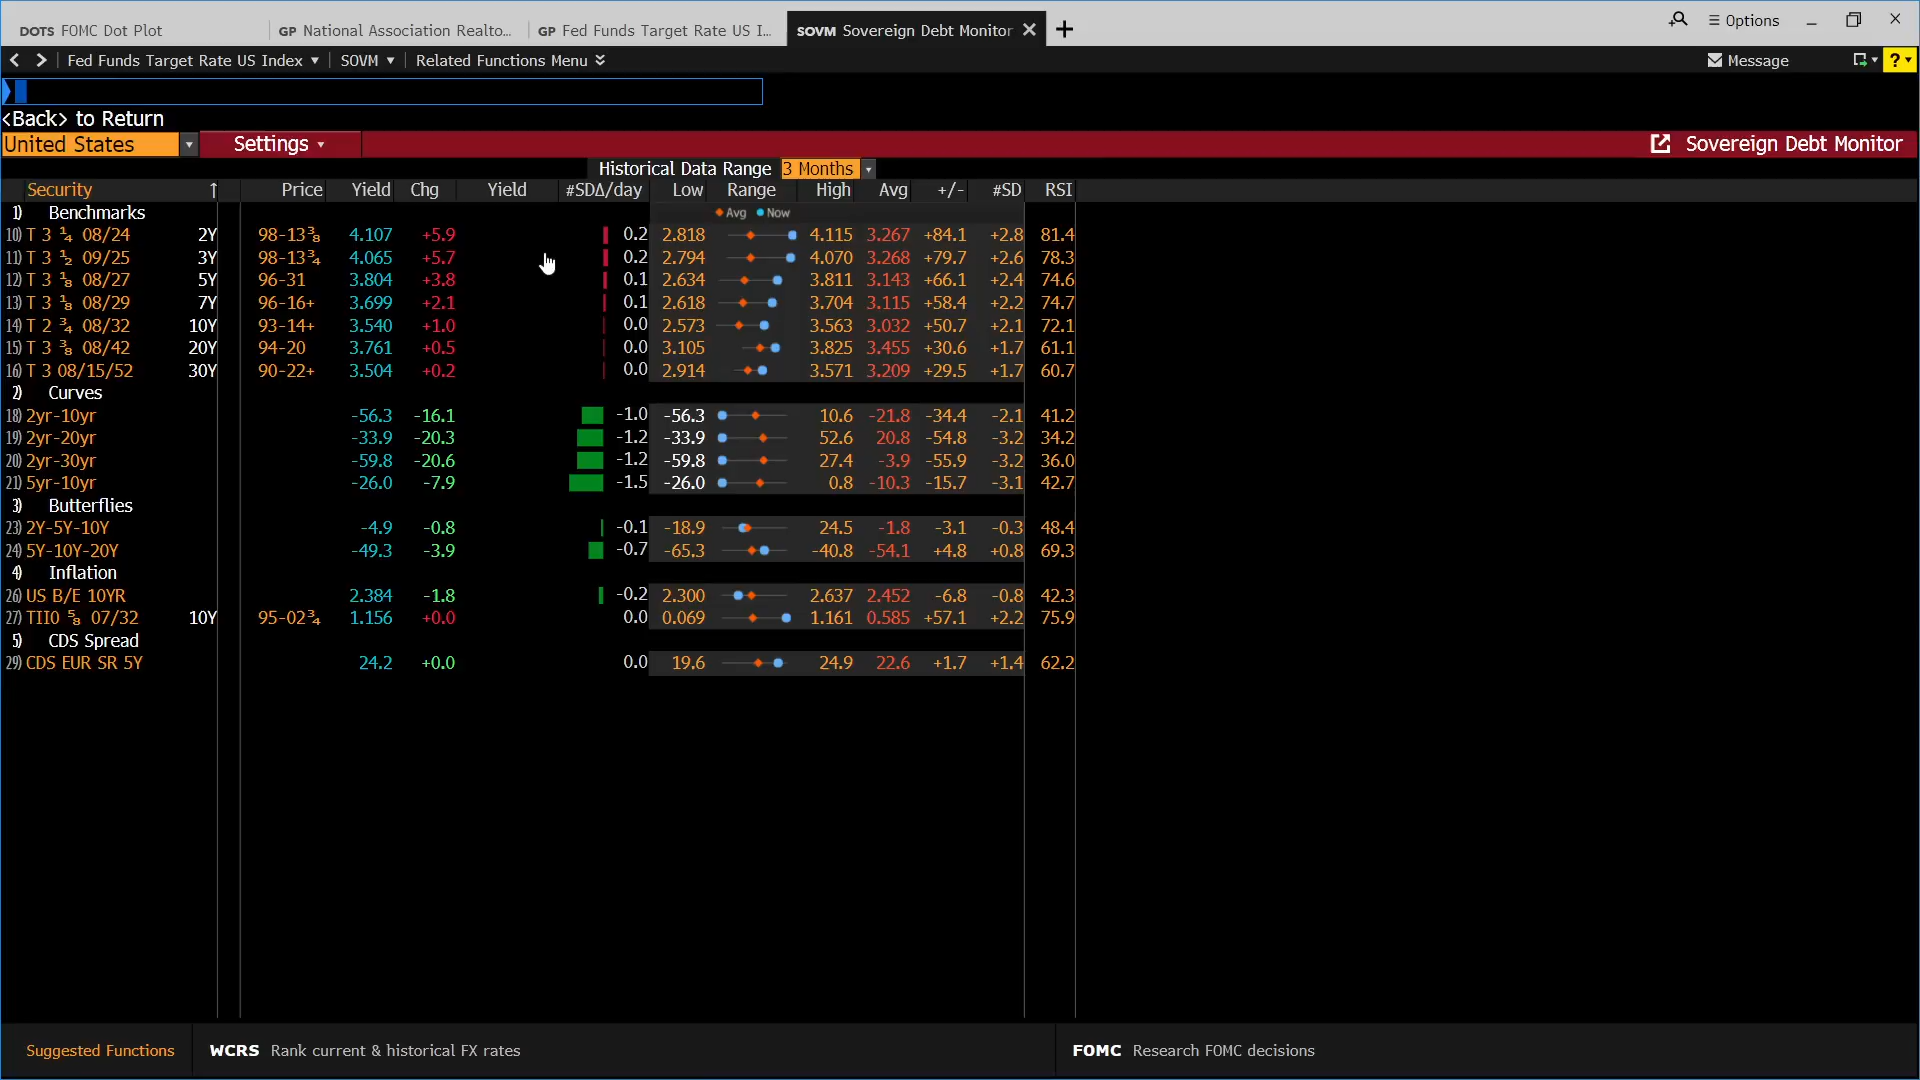 DOTS FOMC Dot Plot GP National Association Realto... GP Fed Funds Target Rate US I... SOVM Sovereign Debt Monitor Options
Fed Funds Target Rate US Index SOVM Related Functions Menu Message ?
<Back> to Return
United States Settings Sovereign Debt Monitor
Historical Data Range 3 Months
Security ↑ Price Yield Chg Yield #SDΔ/day Low Range High Avg +/- #SD RSI
1) Benchmarks Avg Now
10) T 3 ¼ 08/24 2Y 98-13⅜ 4.107 +5.9 0.2 2.818 4.115 3.267 +84.1 +2.8 81.4
11) T 3 ½ 09/25 3Y 98-13¾ 4.065 +5.7 0.2 2.794 4.070 3.268 +79.7 +2.6 78.3
12) T 3 ⅛ 08/27 5Y 96-31 3.804 +3.8 0.1 2.634 3.811 3.143 +66.1 +2.4 74.6
13) T 3 ⅛ 08/29 7Y 96-16+ 3.699 +2.1 0.1 2.618 3.704 3.115 +58.4 +2.2 74.7
14) T 2 ¾ 08/32 10Y 93-14+ 3.540 +1.0 0.0 2.573 3.563 3.032 +50.7 +2.1 72.1
15) T 3 ⅜ 08/42 20Y 94-20 3.761 +0.5 0.0 3.105 3.825 3.455 +30.6 +1.7 61.1
16) T 3 08/15/52 30Y 90-22+ 3.504 +0.2 0.0 2.914 3.571 3.209 +29.5 +1.7 60.7
2) Curves
18) 2yr-10yr -56.3 -16.1 -1.0 -56.3 10.6 -21.8 -34.4 -2.1 41.2
19) 2yr-20yr -33.9 -20.3 -1.2 -33.9 52.6 20.8 -54.8 -3.2 34.2
20) 2yr-30yr -59.8 -20.6 -1.2 -59.8 27.4 -3.9 -55.9 -3.2 36.0
21) 5yr-10yr -26.0 -7.9 -1.5 -26.0 0.8 -10.3 -15.7 -3.1 42.7
3) Butterflies
23) 2Y-5Y-10Y -4.9 -0.8 -0.1 -18.9 24.5 -1.8 -3.1 -0.3 48.4
24) 5Y-10Y-20Y -49.3 -3.9 -0.7 -65.3 -40.8 -54.1 +4.8 +0.8 69.3
4) Inflation
26) US B/E 10YR 2.384 -1.8 -0.2 2.300 2.637 2.452 -6.8 -0.8 42.3
27) TII0 ⅝ 07/32 10Y 95-02¾ 1.156 +0.0 0.0 0.069 1.161 0.585 +57.1 +2.2 75.9
5) CDS Spread
29) CDS EUR SR 5Y 24.2 +0.0 0.0 19.6 24.9 22.6 +1.7 +1.4 62.2
Suggested Functions WCRS Rank current & historical FX rates FOMC Research FOMC decisions